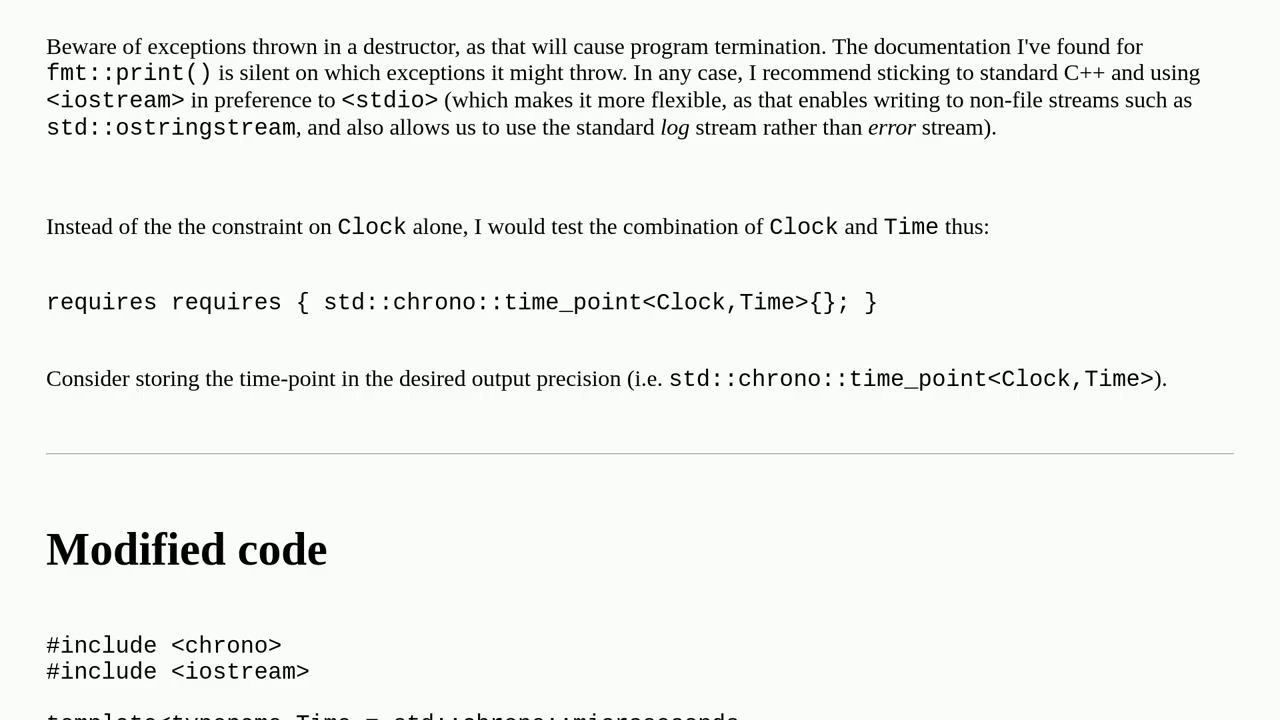 Beware of exceptions thrown in a destructor, as that will cause program termination. The documentation I've found for
fmt::print() is silent on which exceptions it might throw. In any case, I recommend sticking to standard C++ and using
<iostream> in preference to <stdio> (which makes it more flexible, as that enables writing to non-file streams such as
std::ostringstream, and also allows us to use the standard log stream rather than error stream).
Instead of the the constraint on Clock alone, I would test the combination of Clock and Time thus:
requires requires { std::chrono::time_point<Clock,Time>{}; }
Consider storing the time-point in the desired output precision (i.e. std::chrono::time_point<Clock,Time>).
Modified code
#include <chrono>
#include <iostream>
template<typename Time = std::chrono::microseconds,